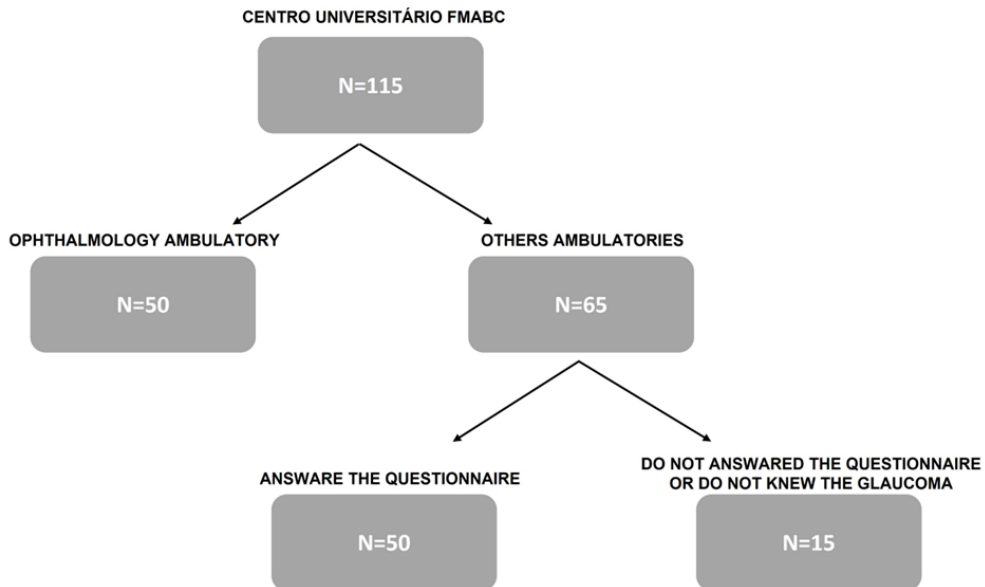 CENTRO UNIVERSITÁRIO FMABC
N=115
OPHTHALMOLOGY AMBULATORY
OTHERS AMBULATORIES
N=50
N=65
ANSWARE THE QUESTIONNAIRE
DO NOT ANSWARED THE QUESTIONNAIRE
OR DO NOT KNEW THE GLAUCOMA
N=50
N=15